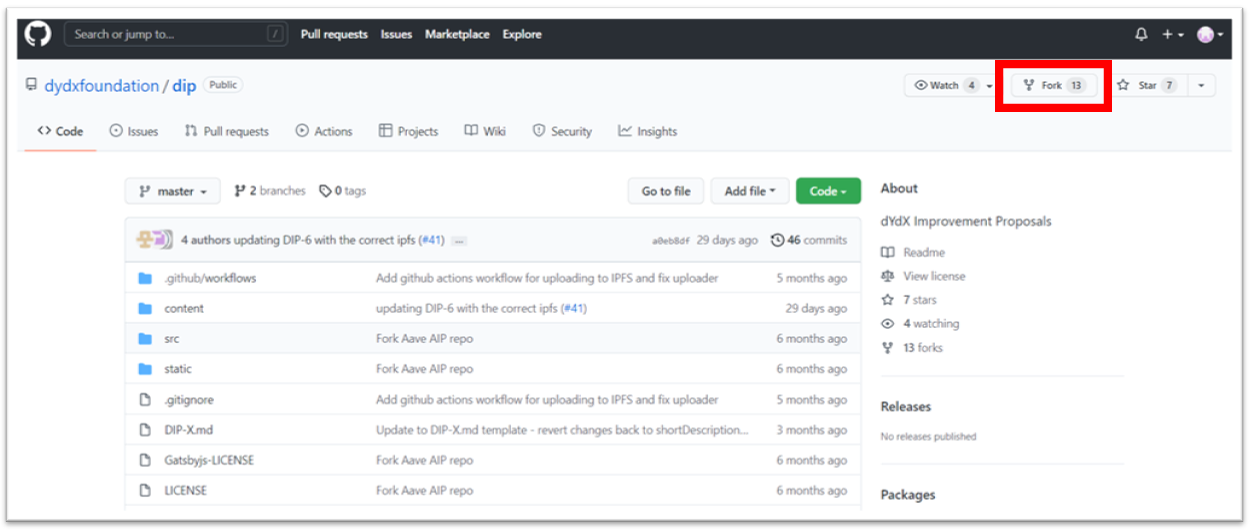 Search or jump to... / Pull requests Issues Marketplace Explore
dydxfoundation / dip Public Watch 4 Fork 13 Star 7
Code Issues Pull requests Actions Projects Wiki Security Insights
master 2 branches 0 tags Go to file Add file Code
4 authors updating DIP-6 with the correct ipfs (#41) ... a0eb8df 29 days ago 46 commits
.github/workflows Add github actions workflow for uploading to IPFS and fix uploader 5 months ago
content updating DIP-6 with the correct ipfs (#41) 29 days ago
src Fork Aave AIP repo 6 months ago
static Fork Aave AIP repo 6 months ago
.gitignore Add github actions workflow for uploading to IPFS and fix uploader 5 months ago
DIP-X.md Update to DIP-X.md template - revert changes back to shortDescription... 3 months ago
Gatsbyjs-LICENSE Fork Aave AIP repo 6 months ago
LICENSE Fork Aave AIP repo 6 months ago
About
dYdX Improvement Proposals
Readme
View license
7 stars
4 watching
13 forks
Releases
No releases published
Packages